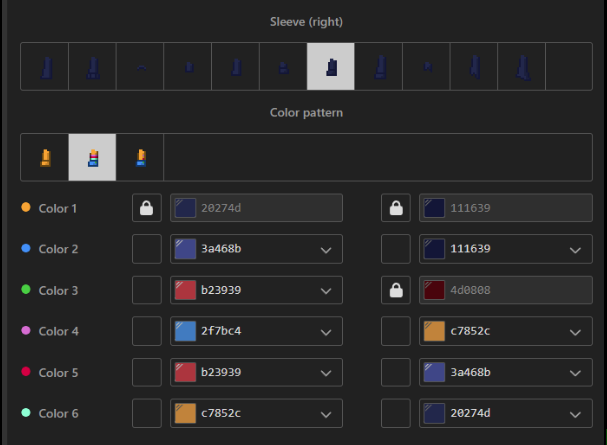 Sleeve (right)
Color pattern
Color 1 20274d 111639
Color 2 3a468b 111639
Color 3 b23939 4d0808
Color 4 2f7bc4 c7852c
Color 5 b23939 3a468b
Color 6 c7852c 20274d